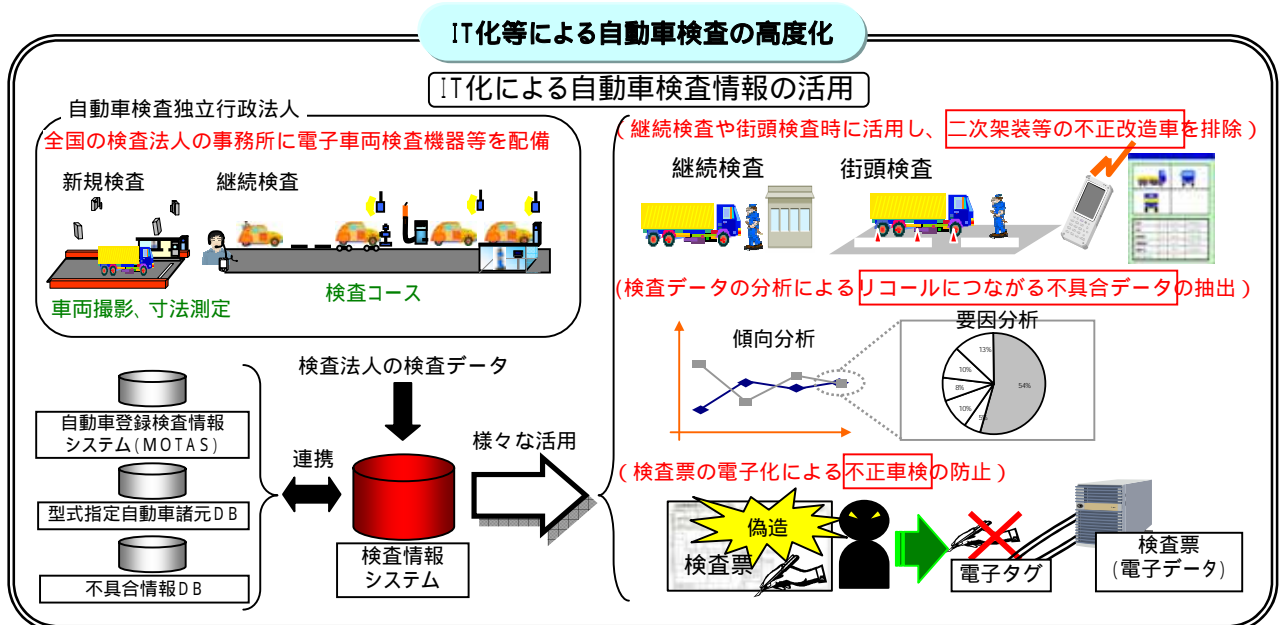 IT化等による自動車検査の高度化
IT化による自動車検査情報の活用
自動車検査独立行政法人
全国の検査法人の事務所に電子車両検査機器等を配備
新規検査
継続検査
車両撮影、寸法測定
検査コース
検査法人の検査データ
自動車登録検査情報
システム(MOTAS)
型式指定自動車諸元DB
不具合情報DB
連携
検査情報
システム
様々な活用
(継続検査や街頭検査時に活用し、二次架装等の不正改造車を排除)
継続検査
街頭検査
(検査データの分析によるリコールにつながる不具合データの抽出)
傾向分析
要因分析
13%
10%
8%
10%
5%
54%
(検査票の電子化による不正車検の防止)
偽造
検査票
電子タグ
検査票
(電子データ)